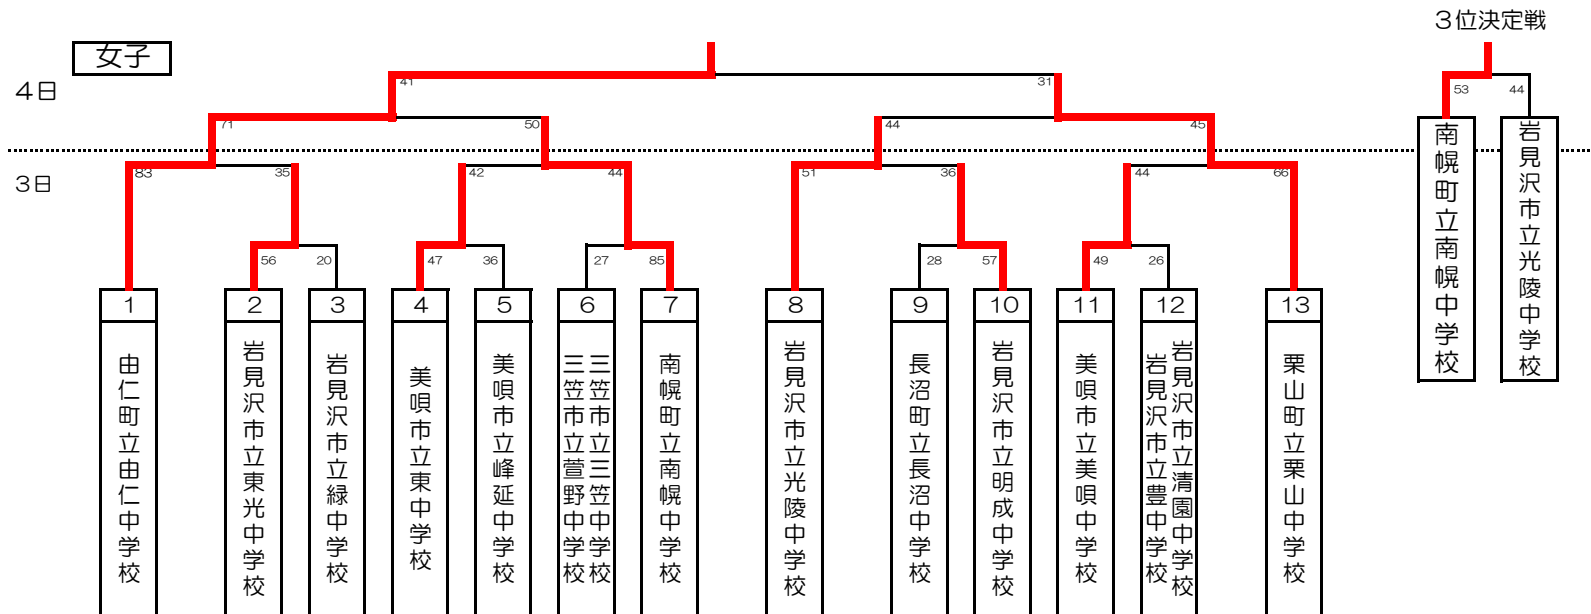 ３位決定戦
女子
４日
41
31
53
44
71
50
44
45
３日
83
35
42
44
51
36
44
66
56
20
47
36
27
85
28
57
49
26
1
2
3
4
5
6
7
8
9
10
11
12
13
由仁町立由仁中学校
岩見沢市立東光中学校
岩見沢市立緑中学校
美唄市立東中学校
美唄市立峰延中学校
三笠市立三笠中学校
三笠市立萱野中学校
南幌町立南幌中学校
岩見沢市立光陵中学校
長沼町立長沼中学校
岩見沢市立明成中学校
美唄市立美唄中学校
岩見沢市立清園中学校
岩見沢市立豊中学校
栗山町立栗山中学校
南幌町立南幌中学校
岩見沢市立光陵中学校